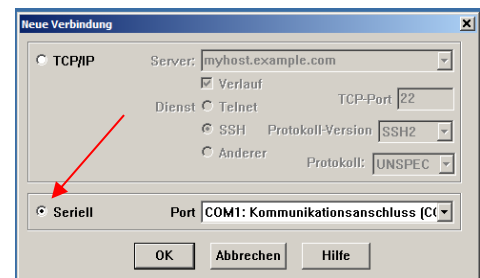 Neue Verbindung
TCP/IP Server: myhost.example.com
Verlauf
Dienst Telnet TCP-Port 22
SSH Protokoll-Version SSH2
Anderer Protokoll: UNSPEC
Seriell Port COM1: Kommunikationsanschluss (CO
OK Abbrechen Hilfe